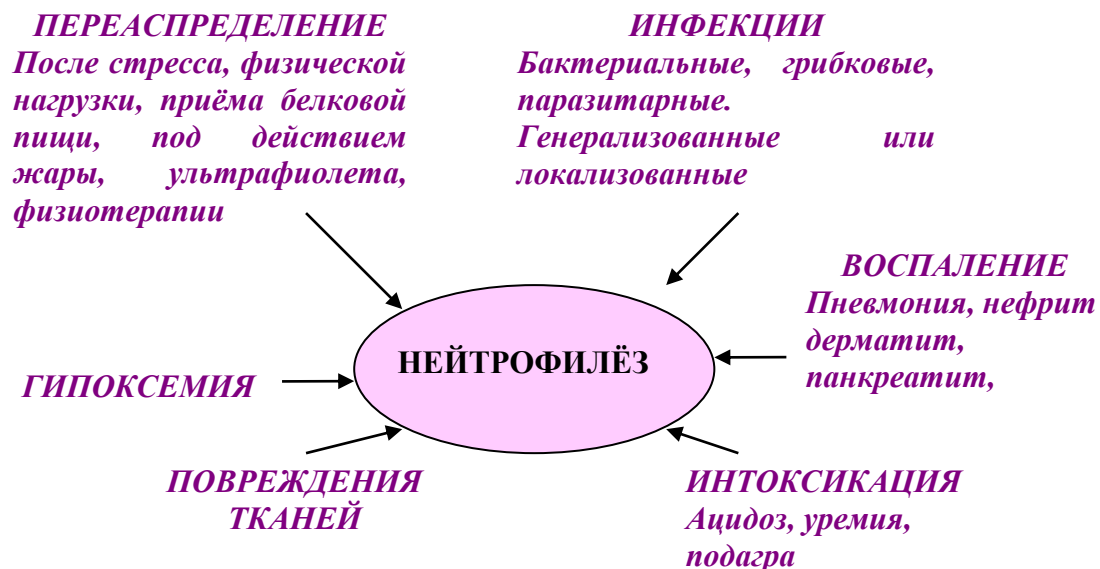 ПЕРЕАСПРЕДЕЛЕНИЕ
После стресса, физической
нагрузки, приёма белковой
пищи, под действием
жары, ультрафиолета,
физиотерапии
ИНФЕКЦИИ
Бактериальные, грибковые,
паразитарные.
Генерализованные или
локализованные
ВОСПАЛЕНИЕ
Пневмония, нефрит
дерматит,
панкреатит,
НЕЙТРОФИЛЁЗ
ГИПОКСЕМИЯ
ПОВРЕЖДЕНИЯ
ТКАНЕЙ
ИНТОКСИКАЦИЯ
Ацидоз, уремия,
подагра